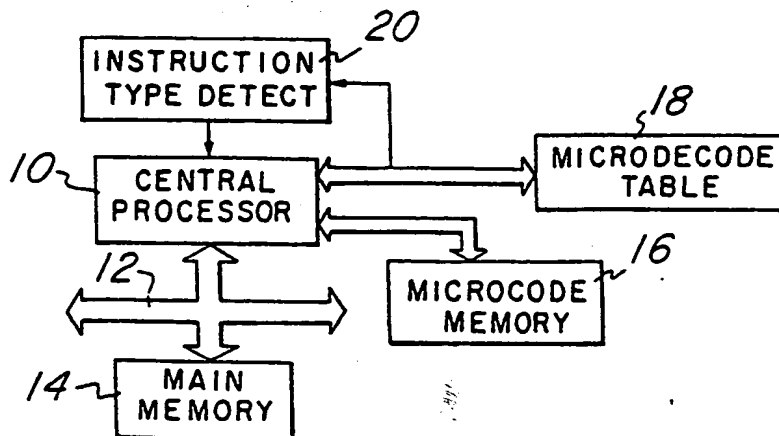 20
INSTRUCTION
TYPE DETECT
18
10
CENTRAL
PROCESSOR
MICRODECODE
TABLE
12
16
MICROCODE
MEMORY
14
MAIN
MEMORY